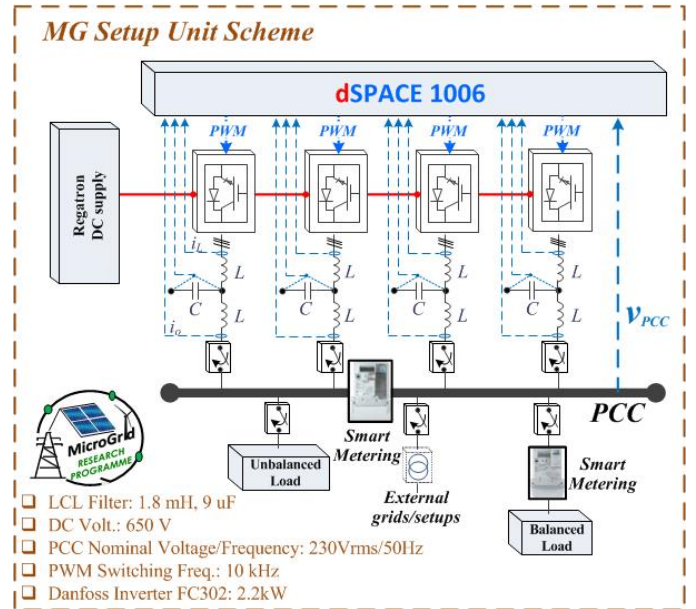 MG Setup Unit Scheme
dSPACE 1006
PWM
PWM
PWM
PWM
Regatron
DC supply
iL
L
L
L
L
C
C
C
C
L
L
L
L
io
vPCC
PCC
MicroGrid
RESEARCH
PROGRAMME
Unbalanced
Load
Smart
Metering
External
grids/setups
Smart
Metering
Balanced
Load
❑ LCL Filter: 1.8 mH, 9 uF
❑ DC Volt.: 650 V
❑ PCC Nominal Voltage/Frequency: 230Vrms/50Hz
❑ PWM Switching Freq.: 10 kHz
❑ Danfoss Inverter FC302: 2.2kW